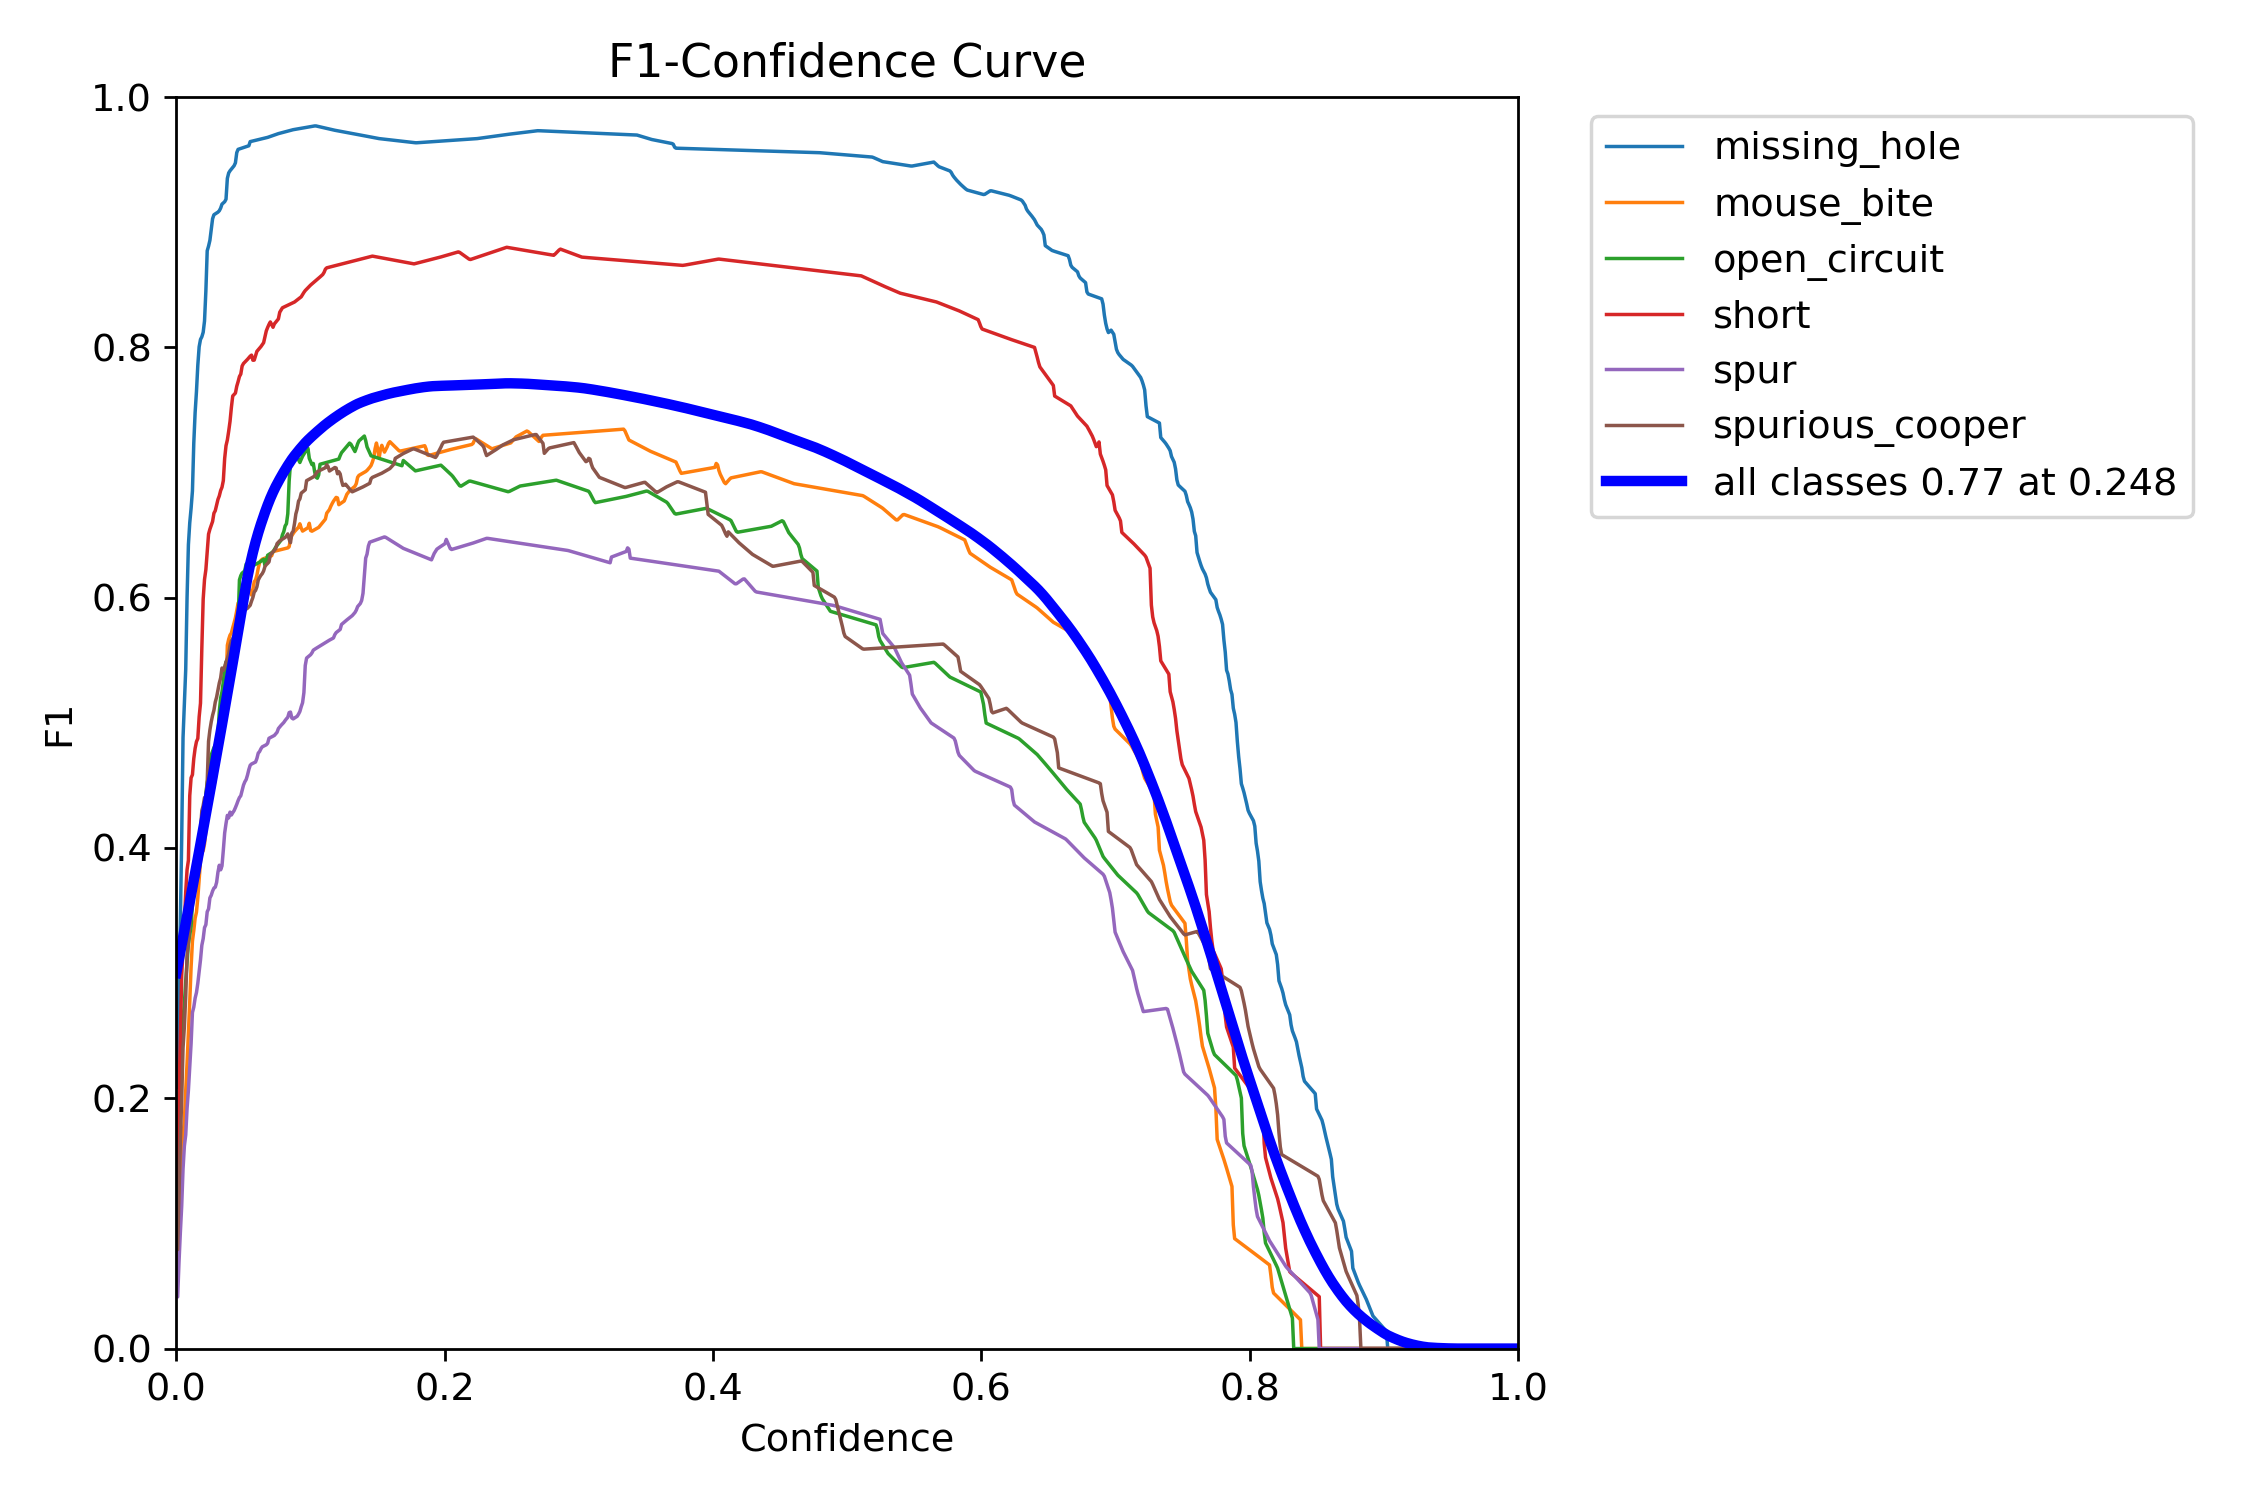 F1-Confidence Curve
1.0
0.8
0.6
0.4
0.2
0.0
F1
0.0 0.2 0.4 0.6 0.8 1.0
Confidence
missing_hole
mouse_bite
open_circuit
short
spur
spurious_cooper
all classes 0.77 at 0.248